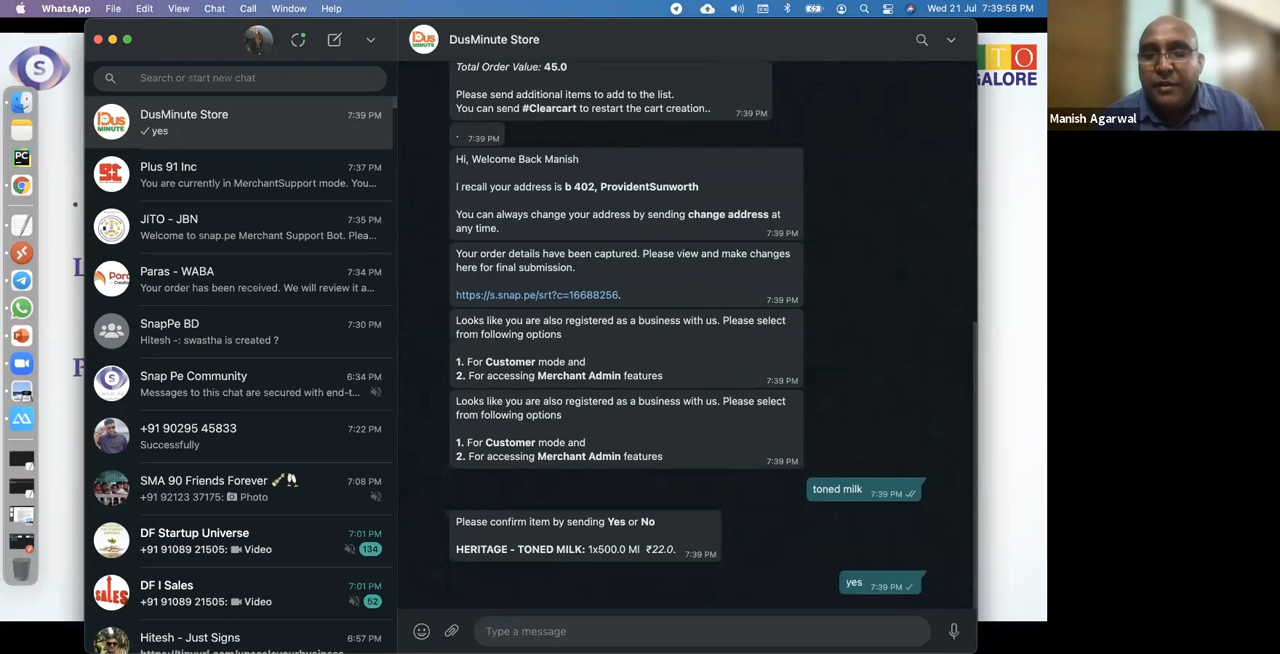 WhatsApp File Edit View Chat Call Window Help
Wed 21 Jul 7:39:58 PM
DusMinute Store
Search or start new chat
DusMinute Store 7:39 PM
yes
Plus 91 Inc 7:37 PM
You are currently in MerchantSupport mode. You...
JITO - JBN 7:35 PM
Welcome to snap.pe Merchant Support Bot. Plea...
Paras - WABA 7:34 PM
Your order has been received. We will review it a...
SnapPe BD 7:30 PM
Hitesh -: swastha is created ?
Snap Pe Community 6:34 PM
Messages to this chat are secured with end-t...
+91 90295 45833 7:22 PM
Successfully
SMA 90 Friends Forever 7:08 PM
+91 92123 37175: Photo
DF Startup Universe 7:01 PM
+91 91089 21505: Video 134
DF I Sales 7:01 PM
+91 91089 21505: Video 52
Hitesh - Just Signs 6:57 PM
Total Order Value: 45.0
Please send additional items to add to the list.
You can send #Clearcart to restart the cart creation..
7:39 PM
. 7:39 PM
Hi, Welcome Back Manish
I recall your address is b 402, ProvidentSunworth
You can always change your address by sending change address at
any time.
7:39 PM
Your order details have been captured. Please view and make changes
here for final submission.
https://s.snap.pe/srt?c=16688256.
7:39 PM
Looks like you are also registered as a business with us. Please select
from following options
1. For Customer mode and
2. For accessing Merchant Admin features
7:39 PM
Looks like you are also registered as a business with us. Please select
from following options
1. For Customer mode and
2. For accessing Merchant Admin features
7:39 PM
toned milk 7:39 PM
Please confirm item by sending Yes or No
HERITAGE - TONED MILK: 1x500.0 Ml ₹22.0. 7:39 PM
yes 7:39 PM
Type a message
Dus
MINUTE
S
PC
SALES
TO
GALORE
Manish Agarwal